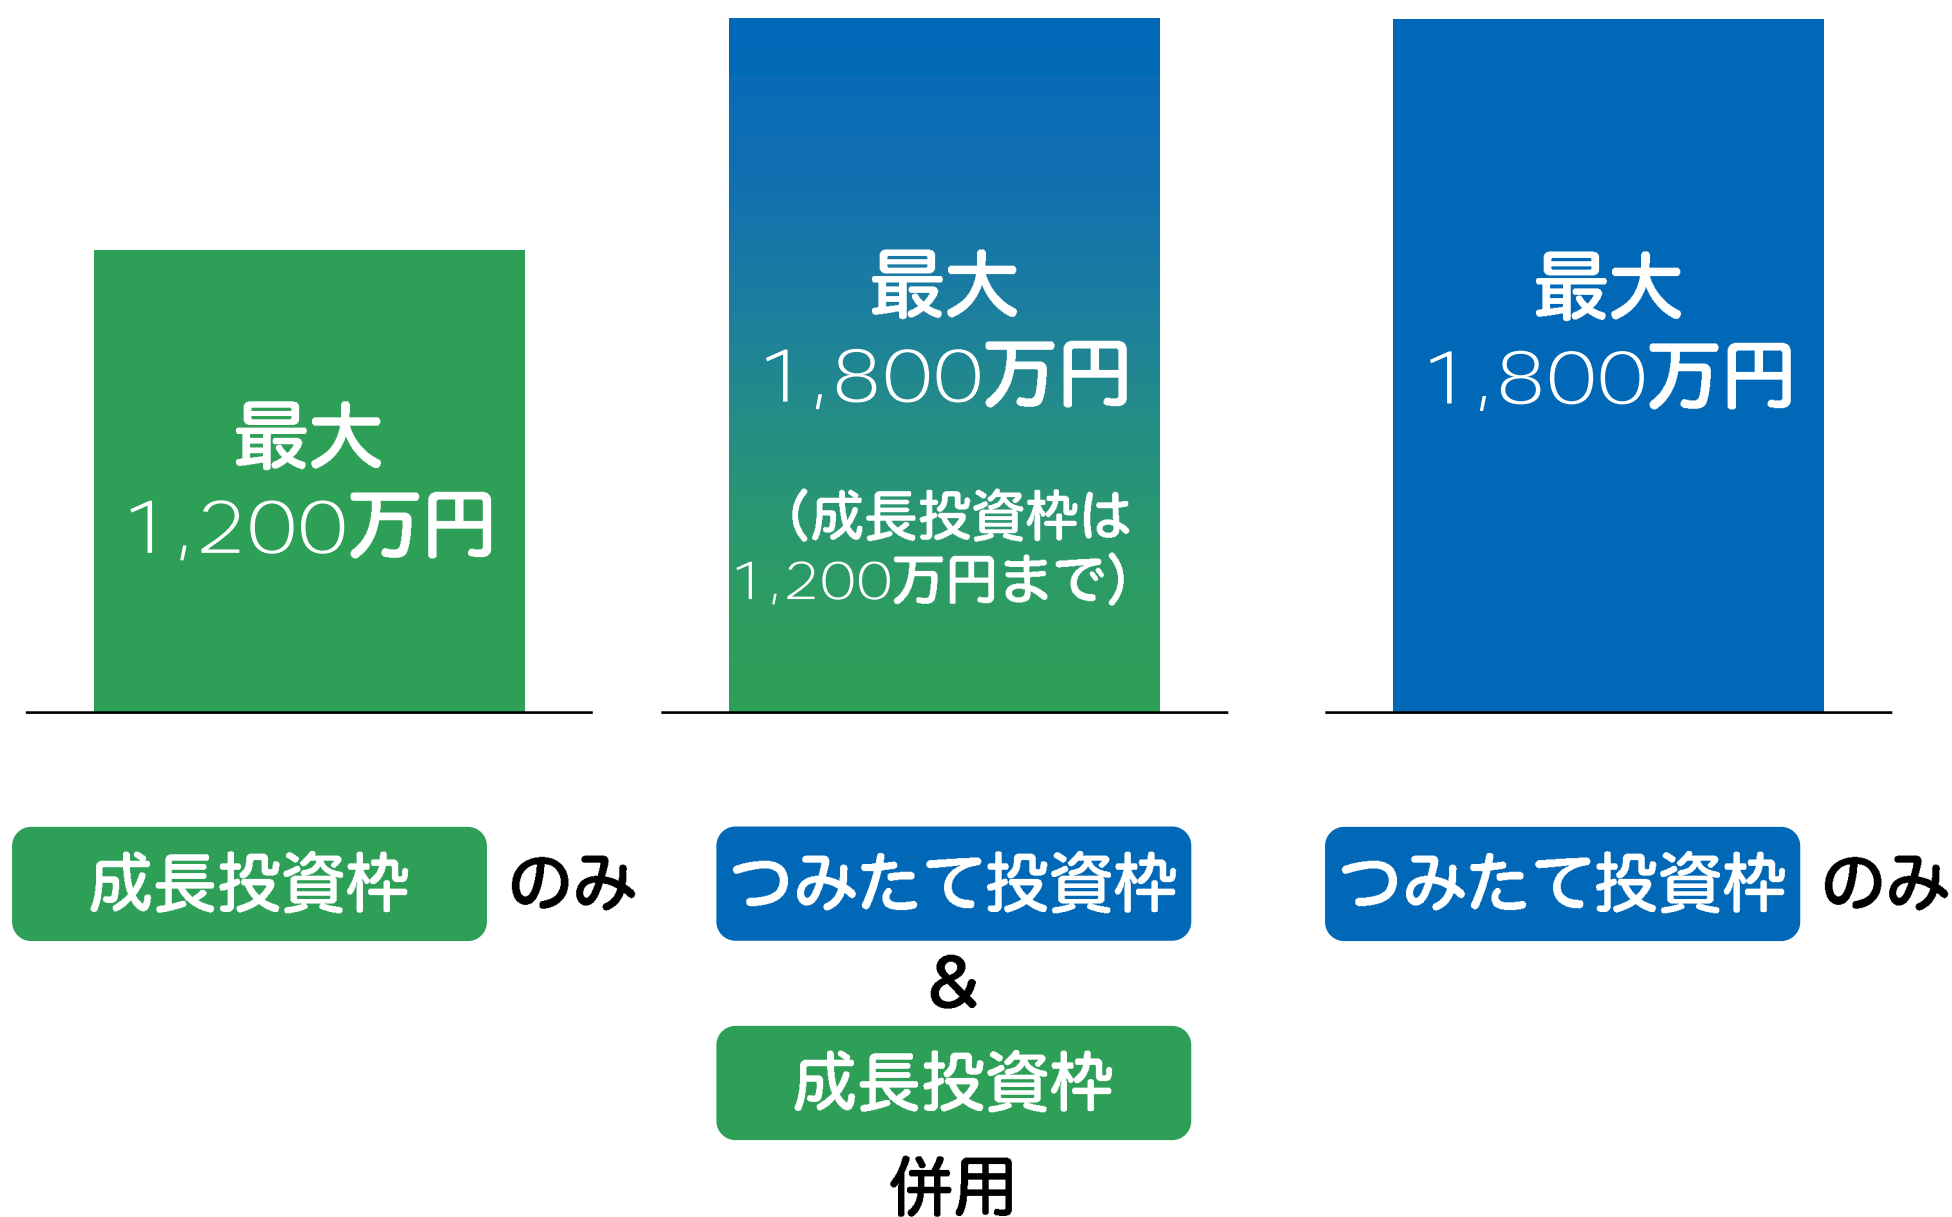 最大
1,200万円
最大
1,800万円
（成長投資枠は
1,200万円まで）
最大
1,800万円
成長投資枠 のみ
つみたて投資枠
&
成長投資枠
併用
つみたて投資枠 のみ